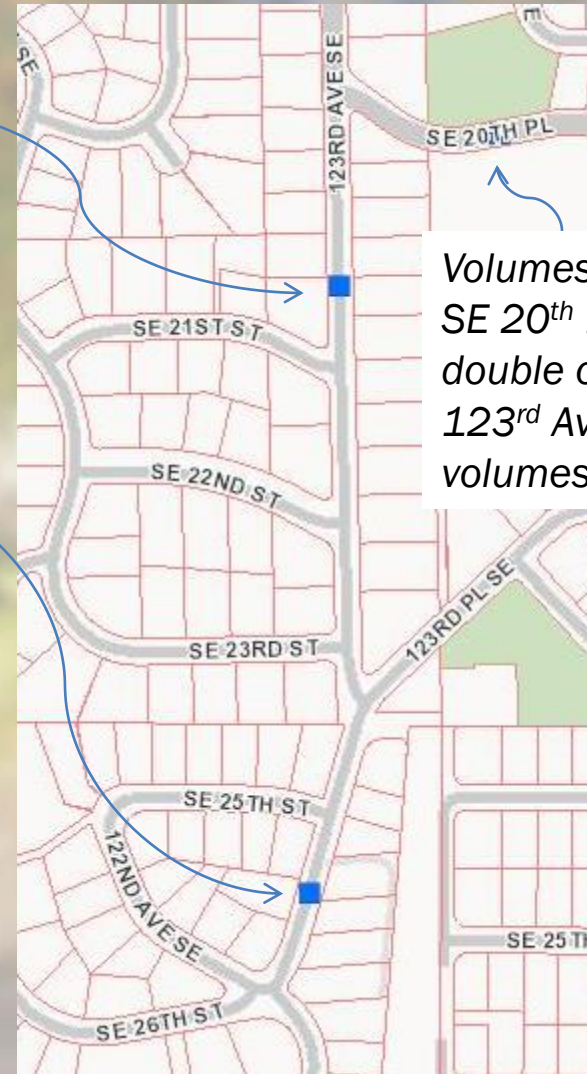 SE
E
123RD AVE SE
SE 20TH PL
Volumes
SE 20th
double
123rd Av
volumes
SE 21ST ST
SE 22ND ST
123RD PL SE
SE 23RD ST
SE 25TH ST
122ND AVE SE
SE 25TH
SE 26TH ST